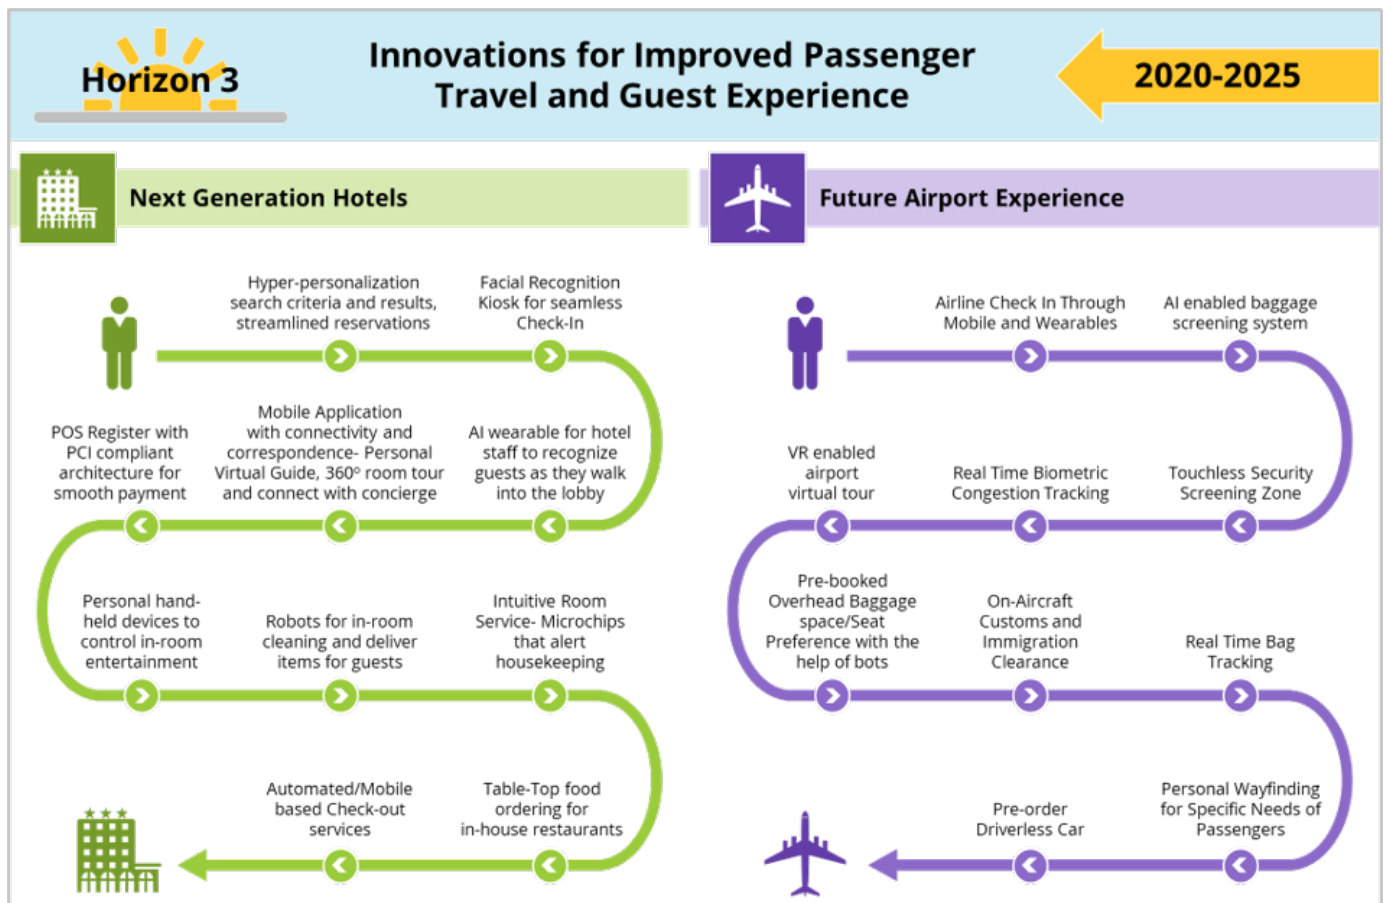 Horizon 3
Innovations for Improved Passenger
Travel and Guest Experience
2020-2025
Next Generation Hotels
Hyper-personalization
search criteria and results,
streamlined reservations
Facial Recognition
Kiosk for seamless
Check-In
POS Register with
PCI compliant
architecture for
smooth payment
Mobile Application
with connectivity and
correspondence- Personal
Virtual Guide, 360º room tour
and connect with concierge
AI wearable for hotel
staff to recognize
guests as they walk
into the lobby
Personal hand-
held devices to
control in-room
entertainment
Robots for in-room
cleaning and deliver
items for guests
Intuitive Room
Service- Microchips
that alert
housekeeping
Automated/Mobile
based Check-out
services
Table-Top food
ordering for
in-house restaurants
Future Airport Experience
Airline Check In Through
Mobile and Wearables
AI enabled baggage
screening system
VR enabled
airport
virtual tour
Real Time Biometric
Congestion Tracking
Touchless Security
Screening Zone
Pre-booked
Overhead Baggage
space/Seat
Preference with the
help of bots
On-Aircraft
Customs and
Immigration
Clearance
Real Time Bag
Tracking
Pre-order
Driverless Car
Personal Wayfinding
for Specific Needs of
Passengers